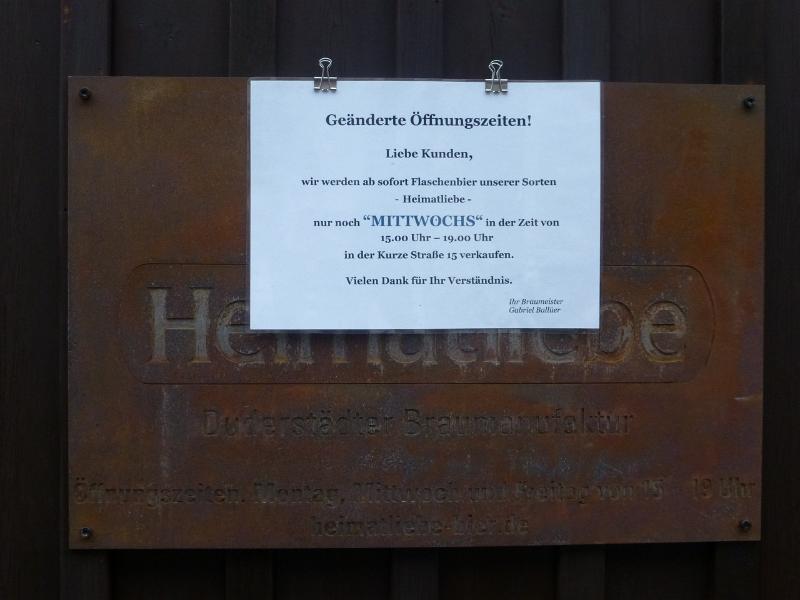 Geänderte Öffnungszeiten!
Liebe Kunden,
wir werden ab sofort Flaschenbier unserer Sorten
- Heimatliebe -
nur noch “MITTWOCHS“ in der Zeit von
15.00 Uhr – 19.00 Uhr
in der Kurze Straße 15 verkaufen.
Vielen Dank für Ihr Verständnis.
Ihr Braumeister
Gabriel Ballüer
Heimatliebe
Duderstädter Braumanufaktur
Öffnungszeiten: Montag, Mittwoch und Freitag von 15 - 19 Uhr
heimatliebe-bier.de